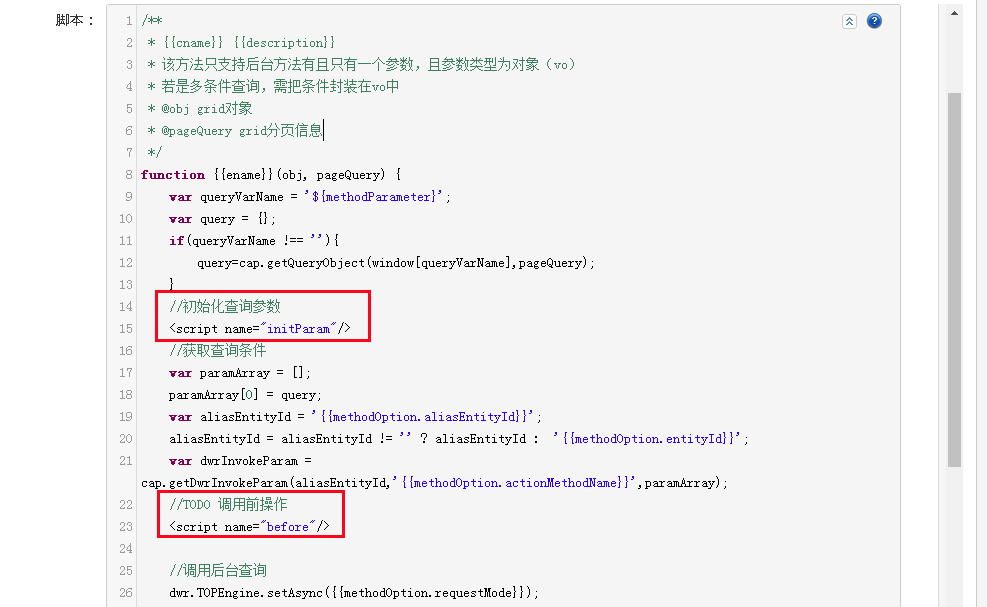 脚本：
1 /**
2 * {{cname}} {{description}}
3 * 该方法只支持后台方法有且只有一个参数，且参数类型为对象（vo）
4 * 若是多条件查询，需把条件封装在vo中
5 * @obj grid对象
6 * @pageQuery grid分页信息
7 */
8 function {{ename}}(obj, pageQuery) {
9 var queryVarName = '${methodParameter}';
10 var query = {};
11 if(queryVarName !== ''){
12 query=cap.getQueryObject(window[queryVarName],pageQuery);
13 }
14 //初始化查询参数
15 <script name="initParam"/>
16 //获取查询条件
17 var paramArray = [];
18 paramArray[0] = query;
19 var aliasEntityId = '{{methodOption.aliasEntityId}}';
20 aliasEntityId = aliasEntityId != '' ? aliasEntityId : '{{methodOption.entityId}}';
21 var dwrInvokeParam =
cap.getDwrInvokeParam(aliasEntityId,'{{methodOption.actionMethodName}}',paramArray);
22 //TODO 调用前操作
23 <script name="before"/>
24
25 //调用后台查询
26 dwr.TOPEngine.setAsync({{methodOption.requestMode}});